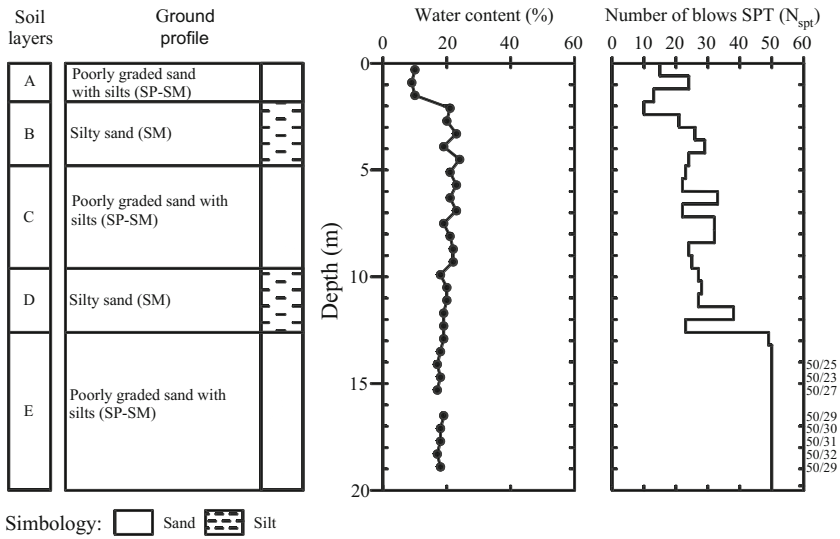 Soil
layers
Ground
profile
A
Poorly graded sand
with silts (SP-SM)
B
Silty sand (SM)
C
Poorly graded sand with
silts (SP-SM)
D
Silty sand (SM)
E
Poorly graded sand with
silts (SP-SM)
Simbology:
Sand
Silt
Water content (%)
0 20 40 60
Depth (m)
0
5
10
15
20
Number of blows SPT (Nspt)
0 10 20 30 40 50 60
50/25
50/23
50/27
50/29
50/30
50/31
50/32
50/29